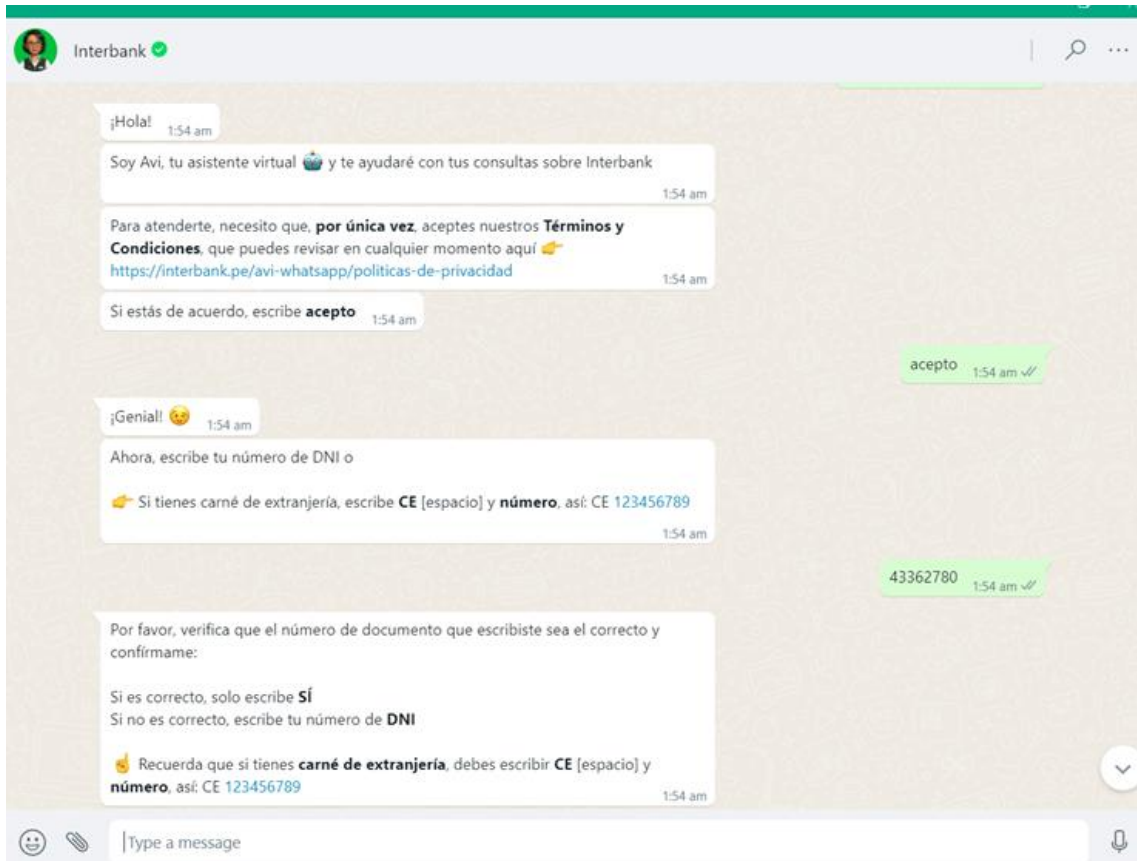 Interbank
¡Hola!
1:54 am
Soy Avi, tu asistente virtual 🤖 y te ayudaré con tus consultas sobre Interbank
1:54 am
Para atenderte, necesito que, por única vez, aceptes nuestros Términos y
Condiciones, que puedes revisar en cualquier momento aquí 👉
https://interbank.pe/avi-whatsapp/politicas-de-privacidad
1:54 am
Si estás de acuerdo, escribe acepto
1:54 am
acepto
1:54 am
¡Genial! 😉
1:54 am
Ahora, escribe tu número de DNI o
👉 Si tienes carné de extranjería, escribe CE [espacio] y número, así: CE 123456789
1:54 am
43362780
1:54 am
Por favor, verifica que el número de documento que escribiste sea el correcto y
confírmame:
Si es correcto, solo escribe SÍ
Si no es correcto, escribe tu número de DNI
☝ Recuerda que si tienes carné de extranjería, debes escribir CE [espacio] y
número, así: CE 123456789
1:54 am
Type a message